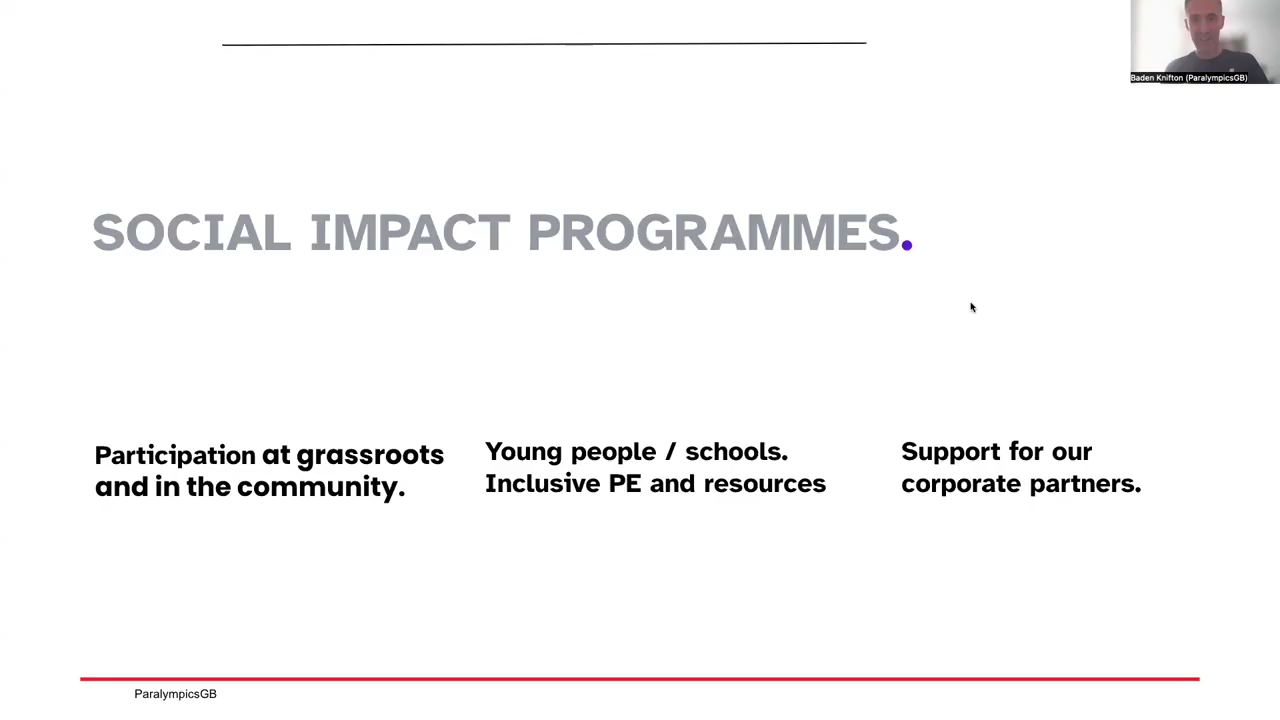 Baden Knifton (ParalympicsGB)
SOCIAL IMPACT PROGRAMMES.
Participation at grassroots
and in the community.
Young people / schools.
Inclusive PE and resources
Support for our
corporate partners.
ParalympicsGB